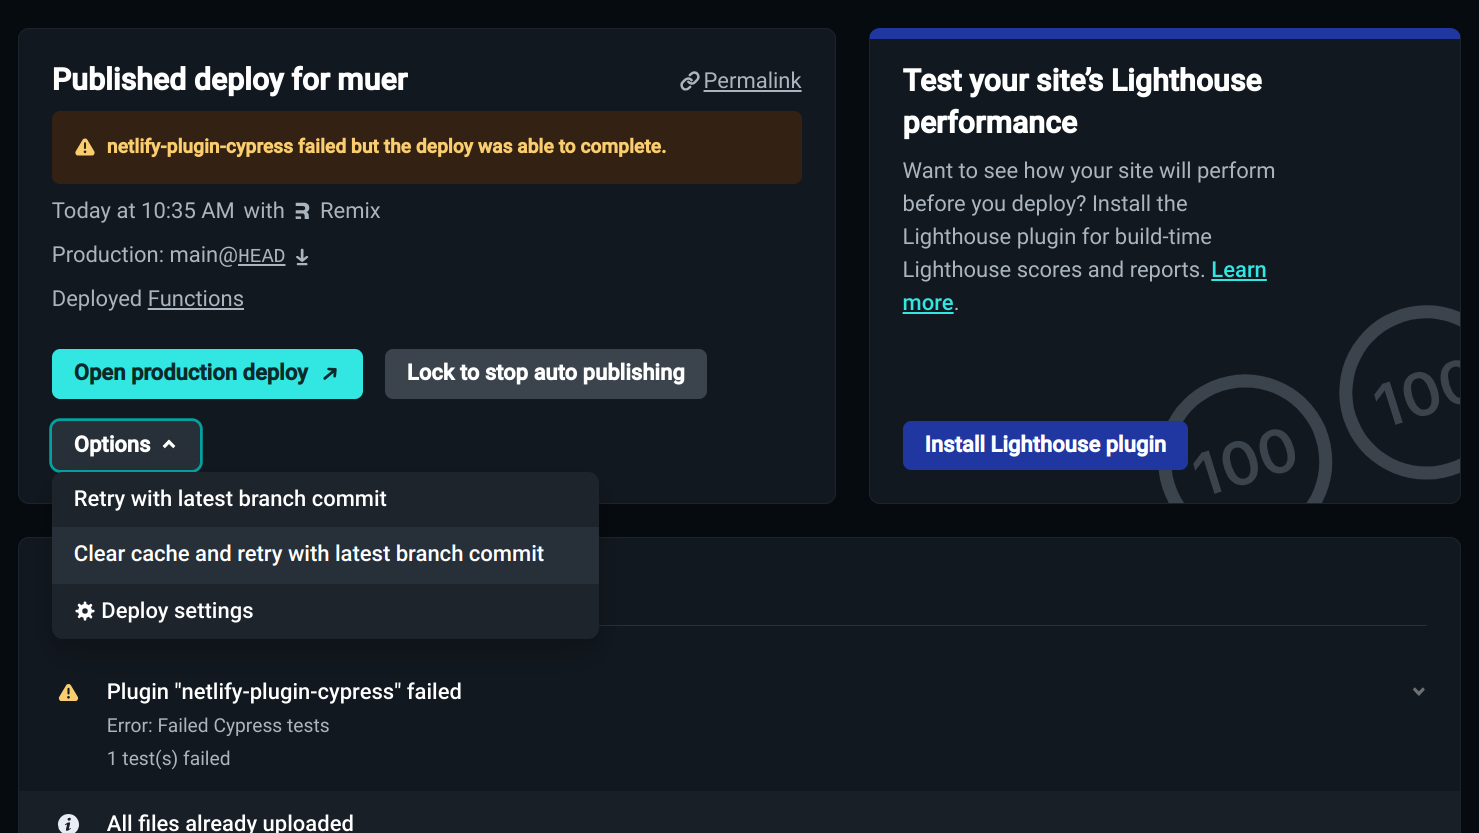 Published deploy for muer
Permalink
netlify-plugin-cypress failed but the deploy was able to complete.
Today at 10:35 AM with Remix
Production: main@HEAD
Deployed Functions
Open production deploy
Lock to stop auto publishing
Options
Retry with latest branch commit
Clear cache and retry with latest branch commit
Deploy settings
Test your site’s Lighthouse
performance
Want to see how your site will perform
before you deploy? Install the
Lighthouse plugin for build-time
Lighthouse scores and reports. Learn
more.
Install Lighthouse plugin
100
100
Plugin "netlify-plugin-cypress" failed
Error: Failed Cypress tests
1 test(s) failed
All files already uploaded